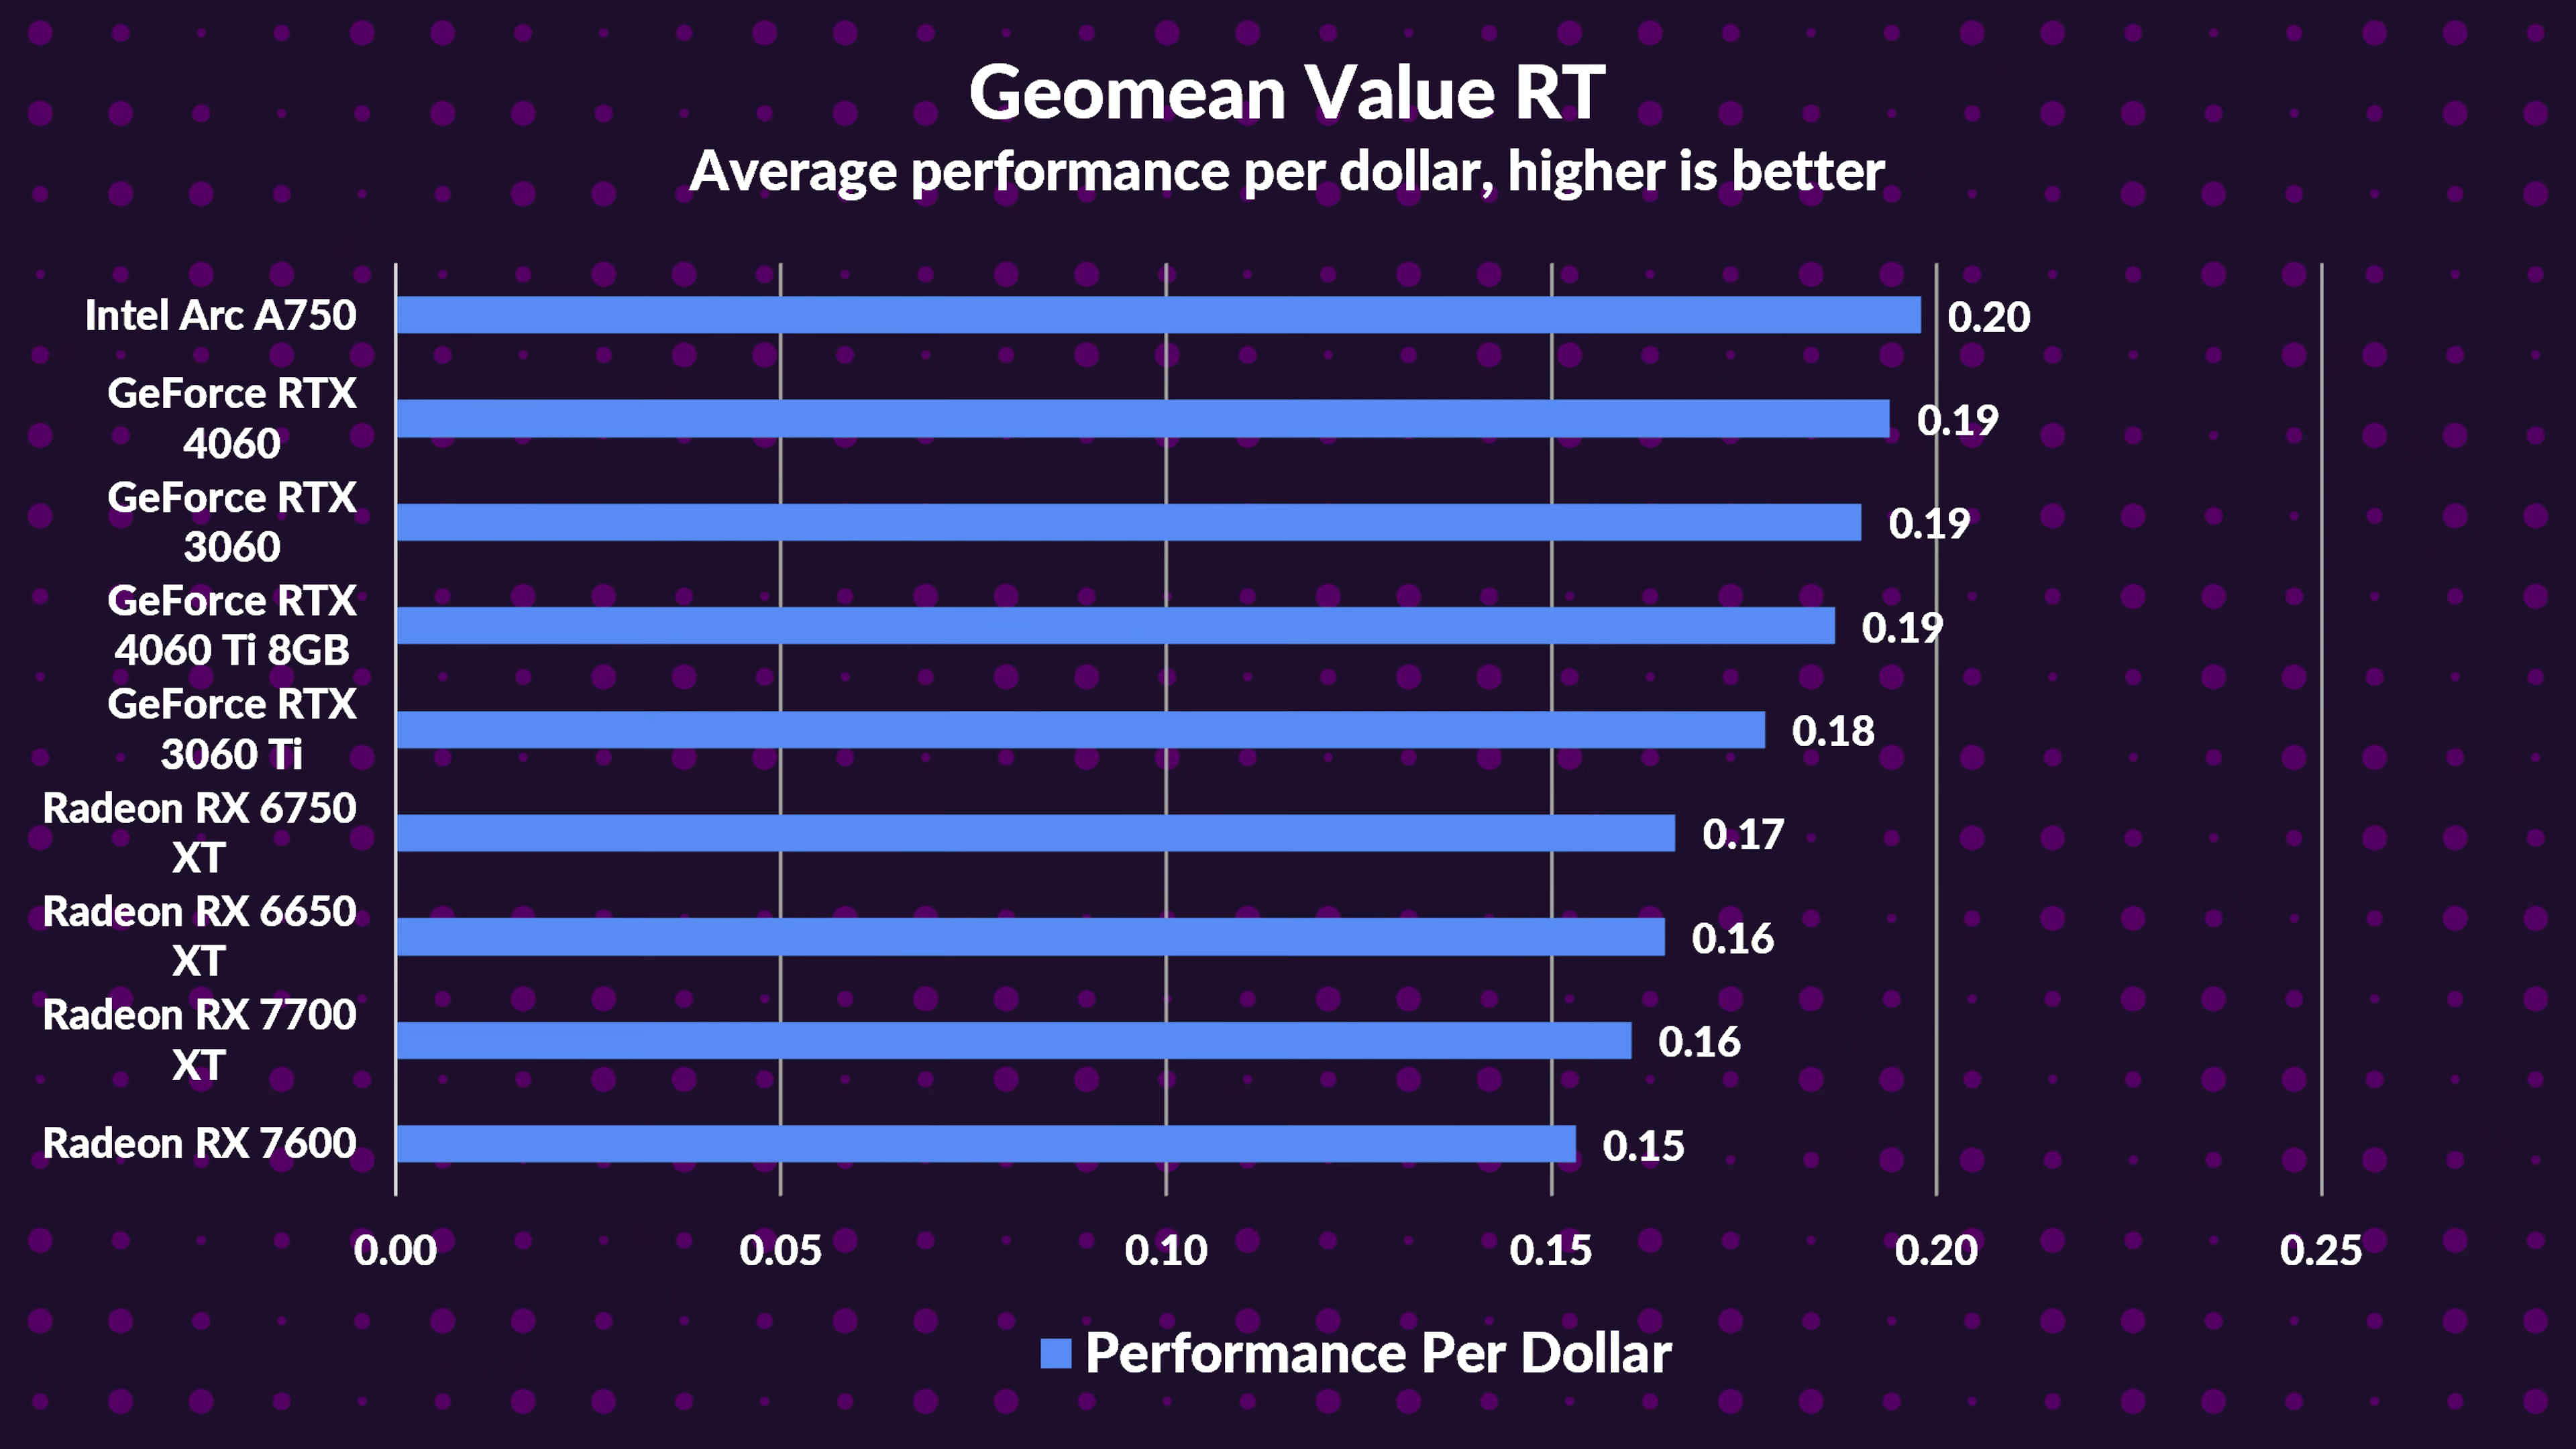 Geomean Value RT
Average performance per dollar, higher is better
Intel Arc A750
0.20
GeForce RTX
4060
0.19
GeForce RTX
3060
0.19
GeForce RTX
4060 Ti 8GB
0.19
GeForce RTX
3060 Ti
0.18
Radeon RX 6750
XT
0.17
Radeon RX 6650
XT
0.16
Radeon RX 7700
XT
0.16
Radeon RX 7600
0.15
0.00 0.05 0.10 0.15 0.20 0.25
Performance Per Dollar